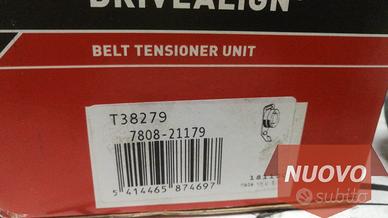 DRIVEALIGN®
BELT TENSIONER UNIT
T38279
7808-21179
5 414465 874697
NUOVO
subito